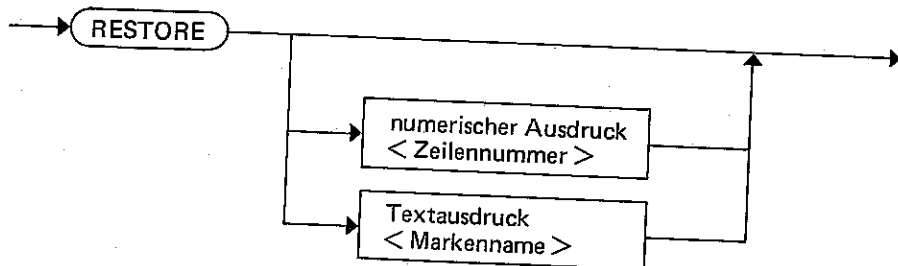 RESTORE
numerischer Ausdruck
< Zeilennummer >
Textausdruck
< Markenname >